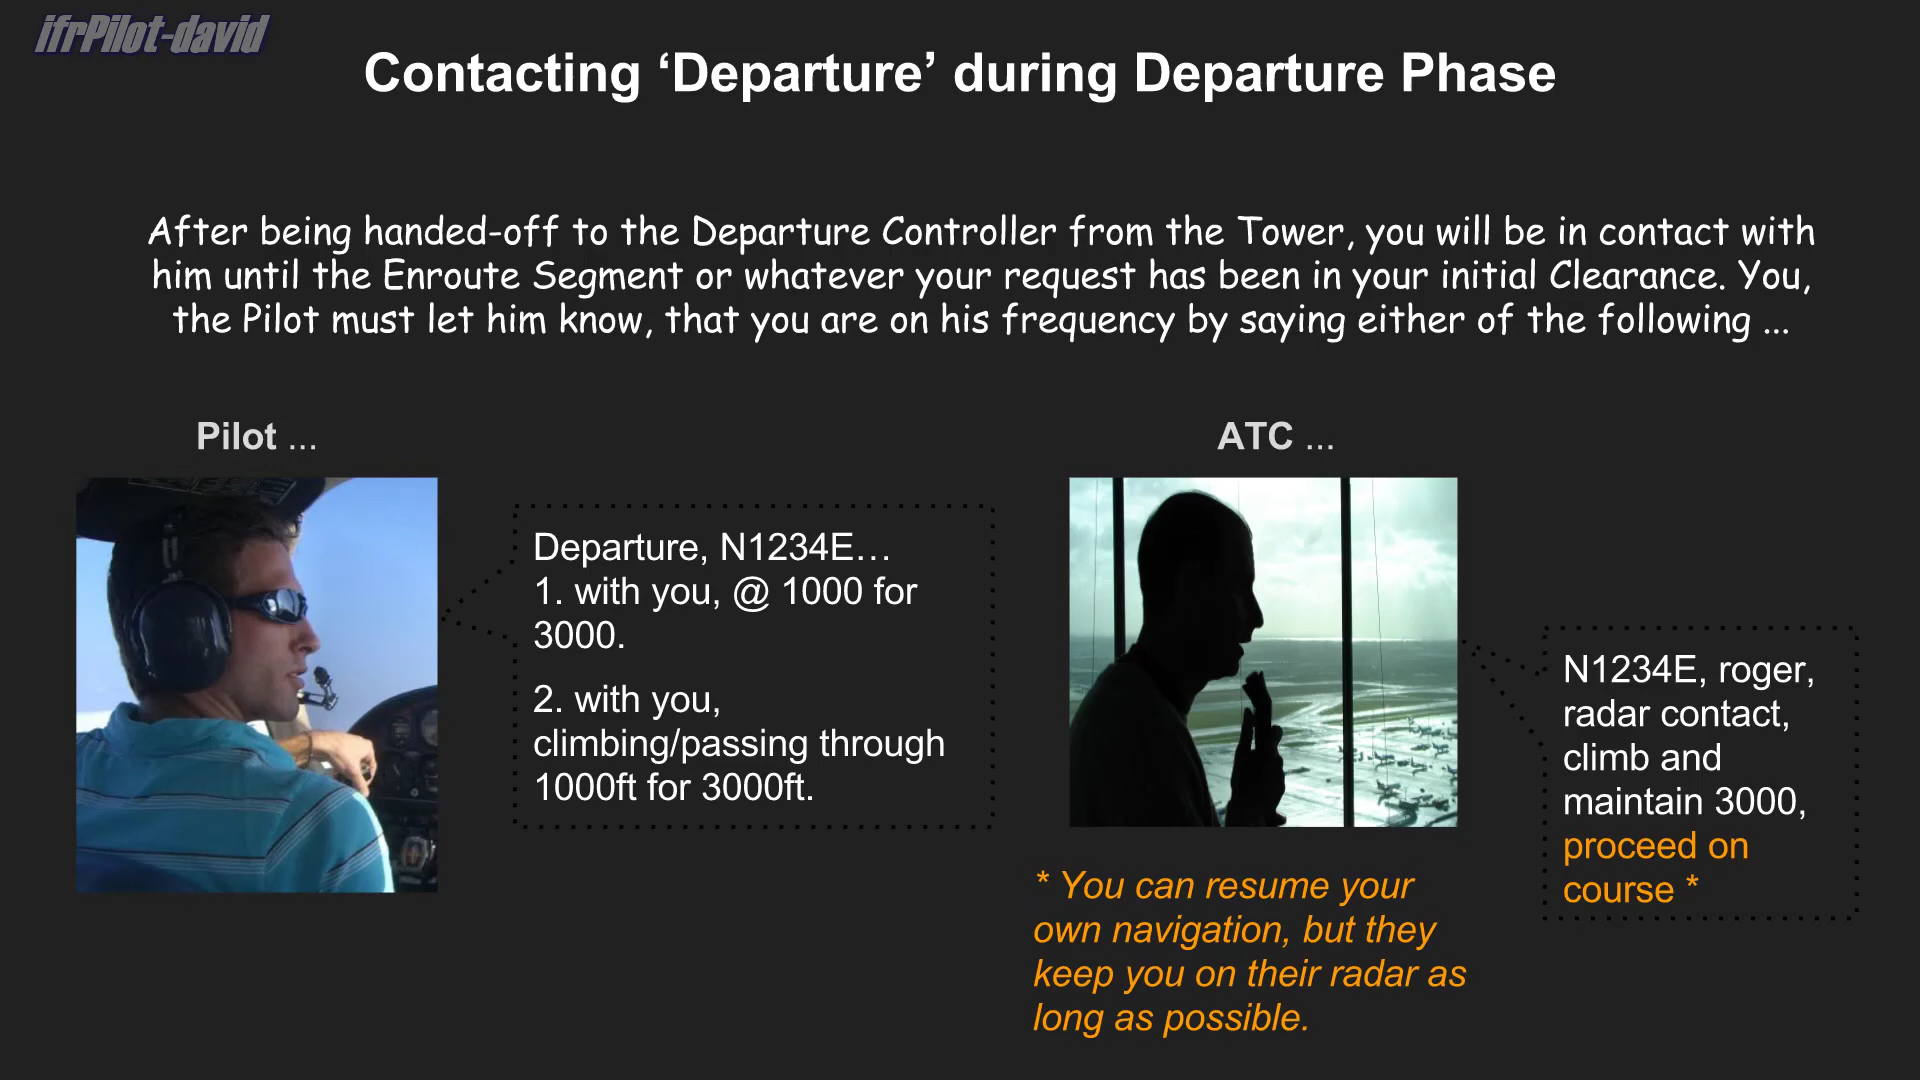 ifrPilot-david
Contacting ‘Departure’ during Departure Phase
After being handed-off to the Departure Controller from the Tower, you will be in contact with
him until the Enroute Segment or whatever your request has been in your initial Clearance. You,
the Pilot must let him know, that you are on his frequency by saying either of the following ...
Pilot ...
Departure, N1234E…
1. with you, @ 1000 for
3000.
2. with you,
climbing/passing through
1000ft for 3000ft.
ATC ...
N1234E, roger,
radar contact,
climb and
maintain 3000,
proceed on
course *
* You can resume your
own navigation, but they
keep you on their radar as
long as possible.